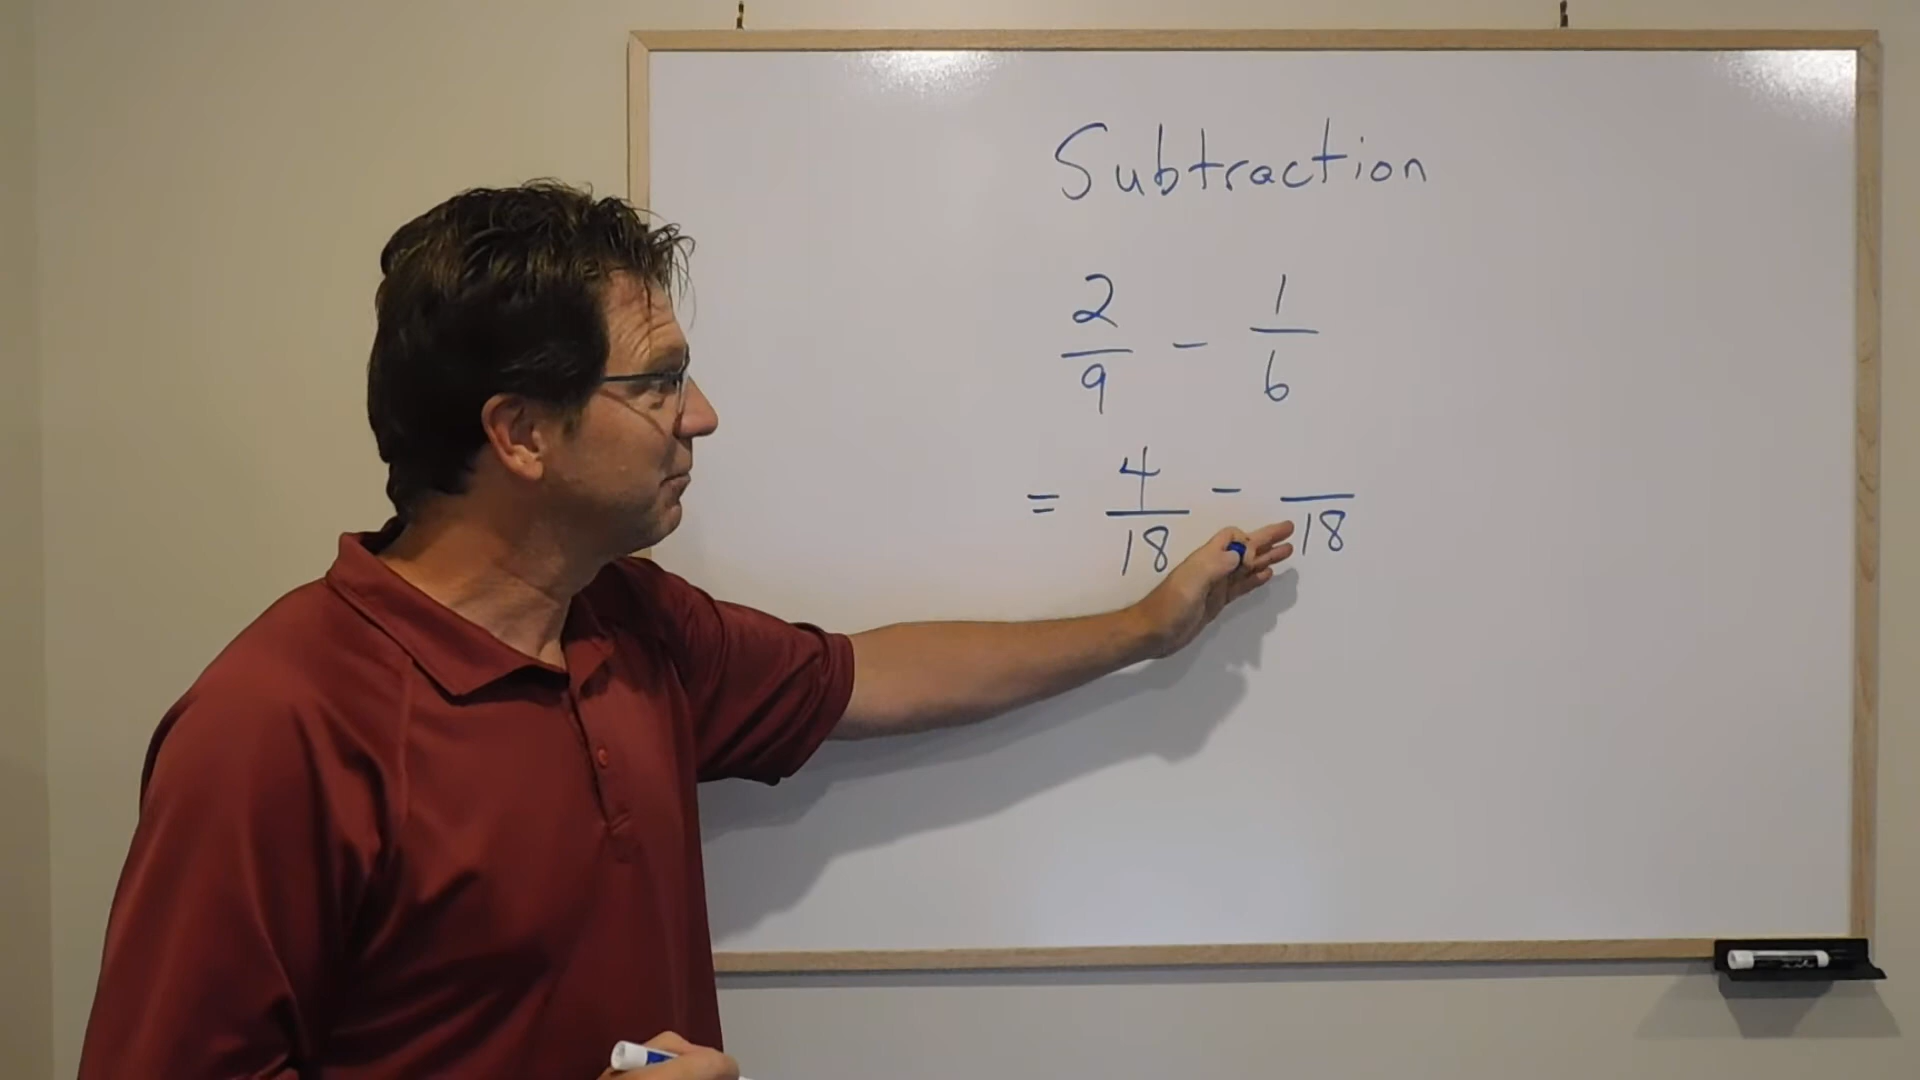 Subtraction
2/9 - 1/6
= 4/18 - /18